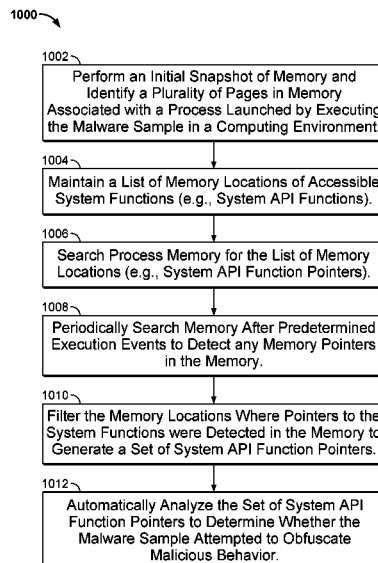 1000
1002
Perform an Initial Snapshot of Memory and
Identify a Plurality of Pages in Memory
Associated with a Process Launched by Executing
the Malware Sample in a Computing Environment
1004
Maintain a List of Memory Locations of Accessible
System Functions (e.g., System API Functions).
1006
Search Process Memory for the List of Memory
Locations (e.g., System API Function Pointers).
1008
Periodically Search Memory After Predetermined
Execution Events to Detect any Memory Pointers
in the Memory.
1010
Filter the Memory Locations Where Pointers to the
System Functions were Detected in the Memory to
Generate a Set of System API Function Pointers.
1012
Automatically Analyze the Set of System API
Function Pointers to Determine Whether the
Malware Sample Attempted to Obfuscate
Malicious Behavior.